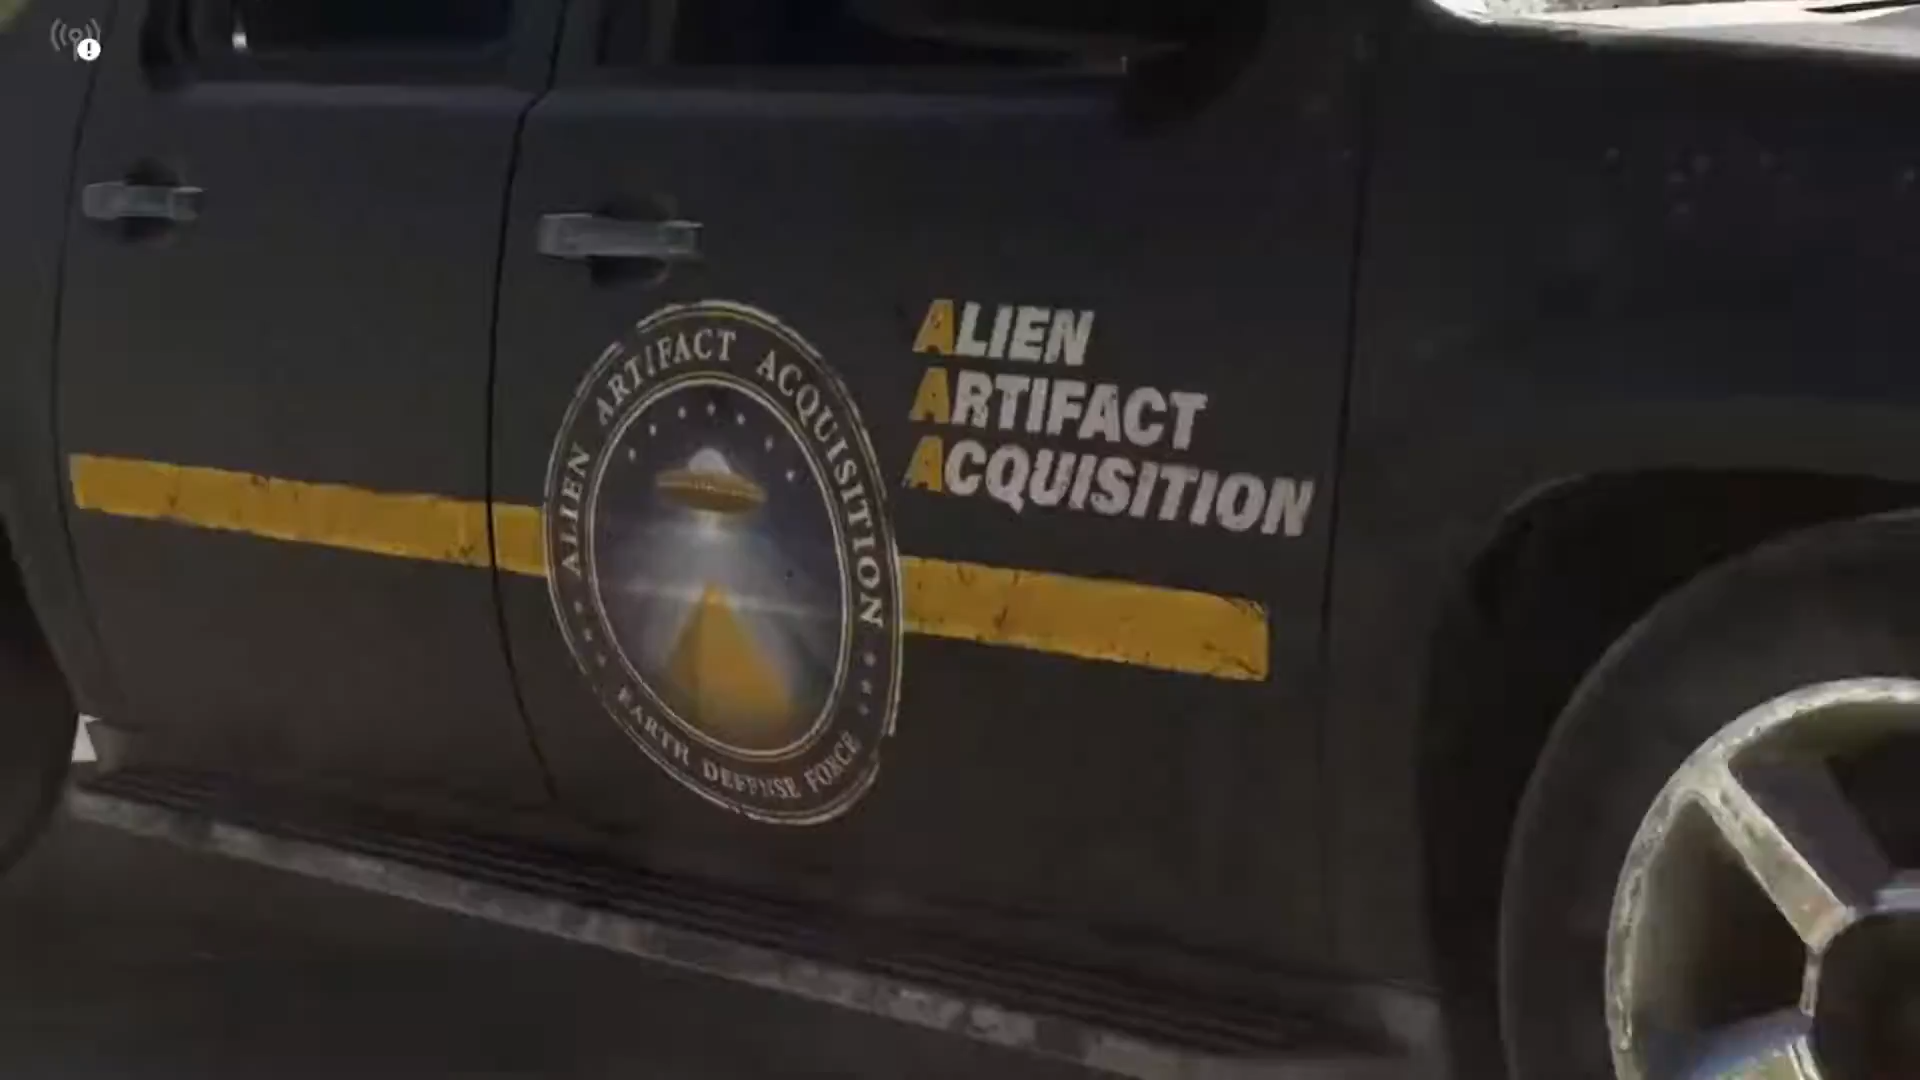 ALIEN
ARTIFACT
ACQUISITION
ALIEN ARTIFACT ACQUISITION
EARTH DEFENSE FORCE